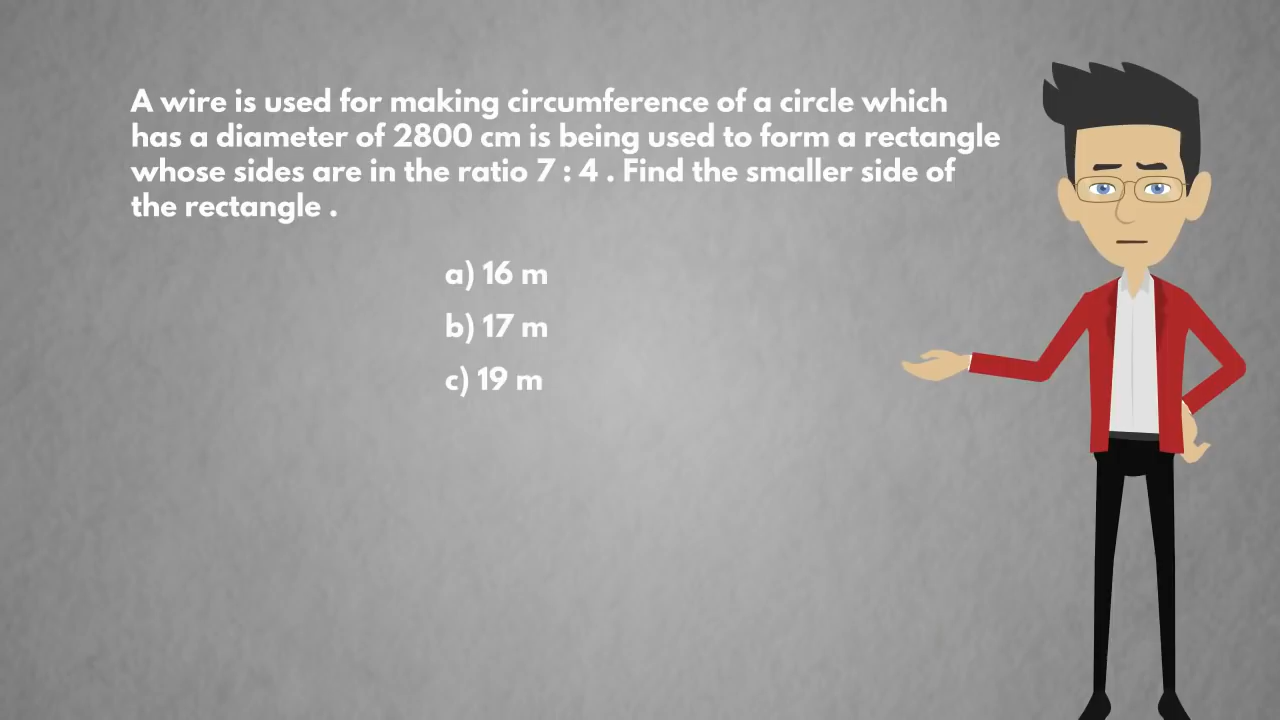 A wire is used for making circumference of a circle which
has a diameter of 2800 cm is being used to form a rectangle
whose sides are in the ratio 7 : 4 . Find the smaller side of
the rectangle .
a) 16 m
b) 17 m
c) 19 m